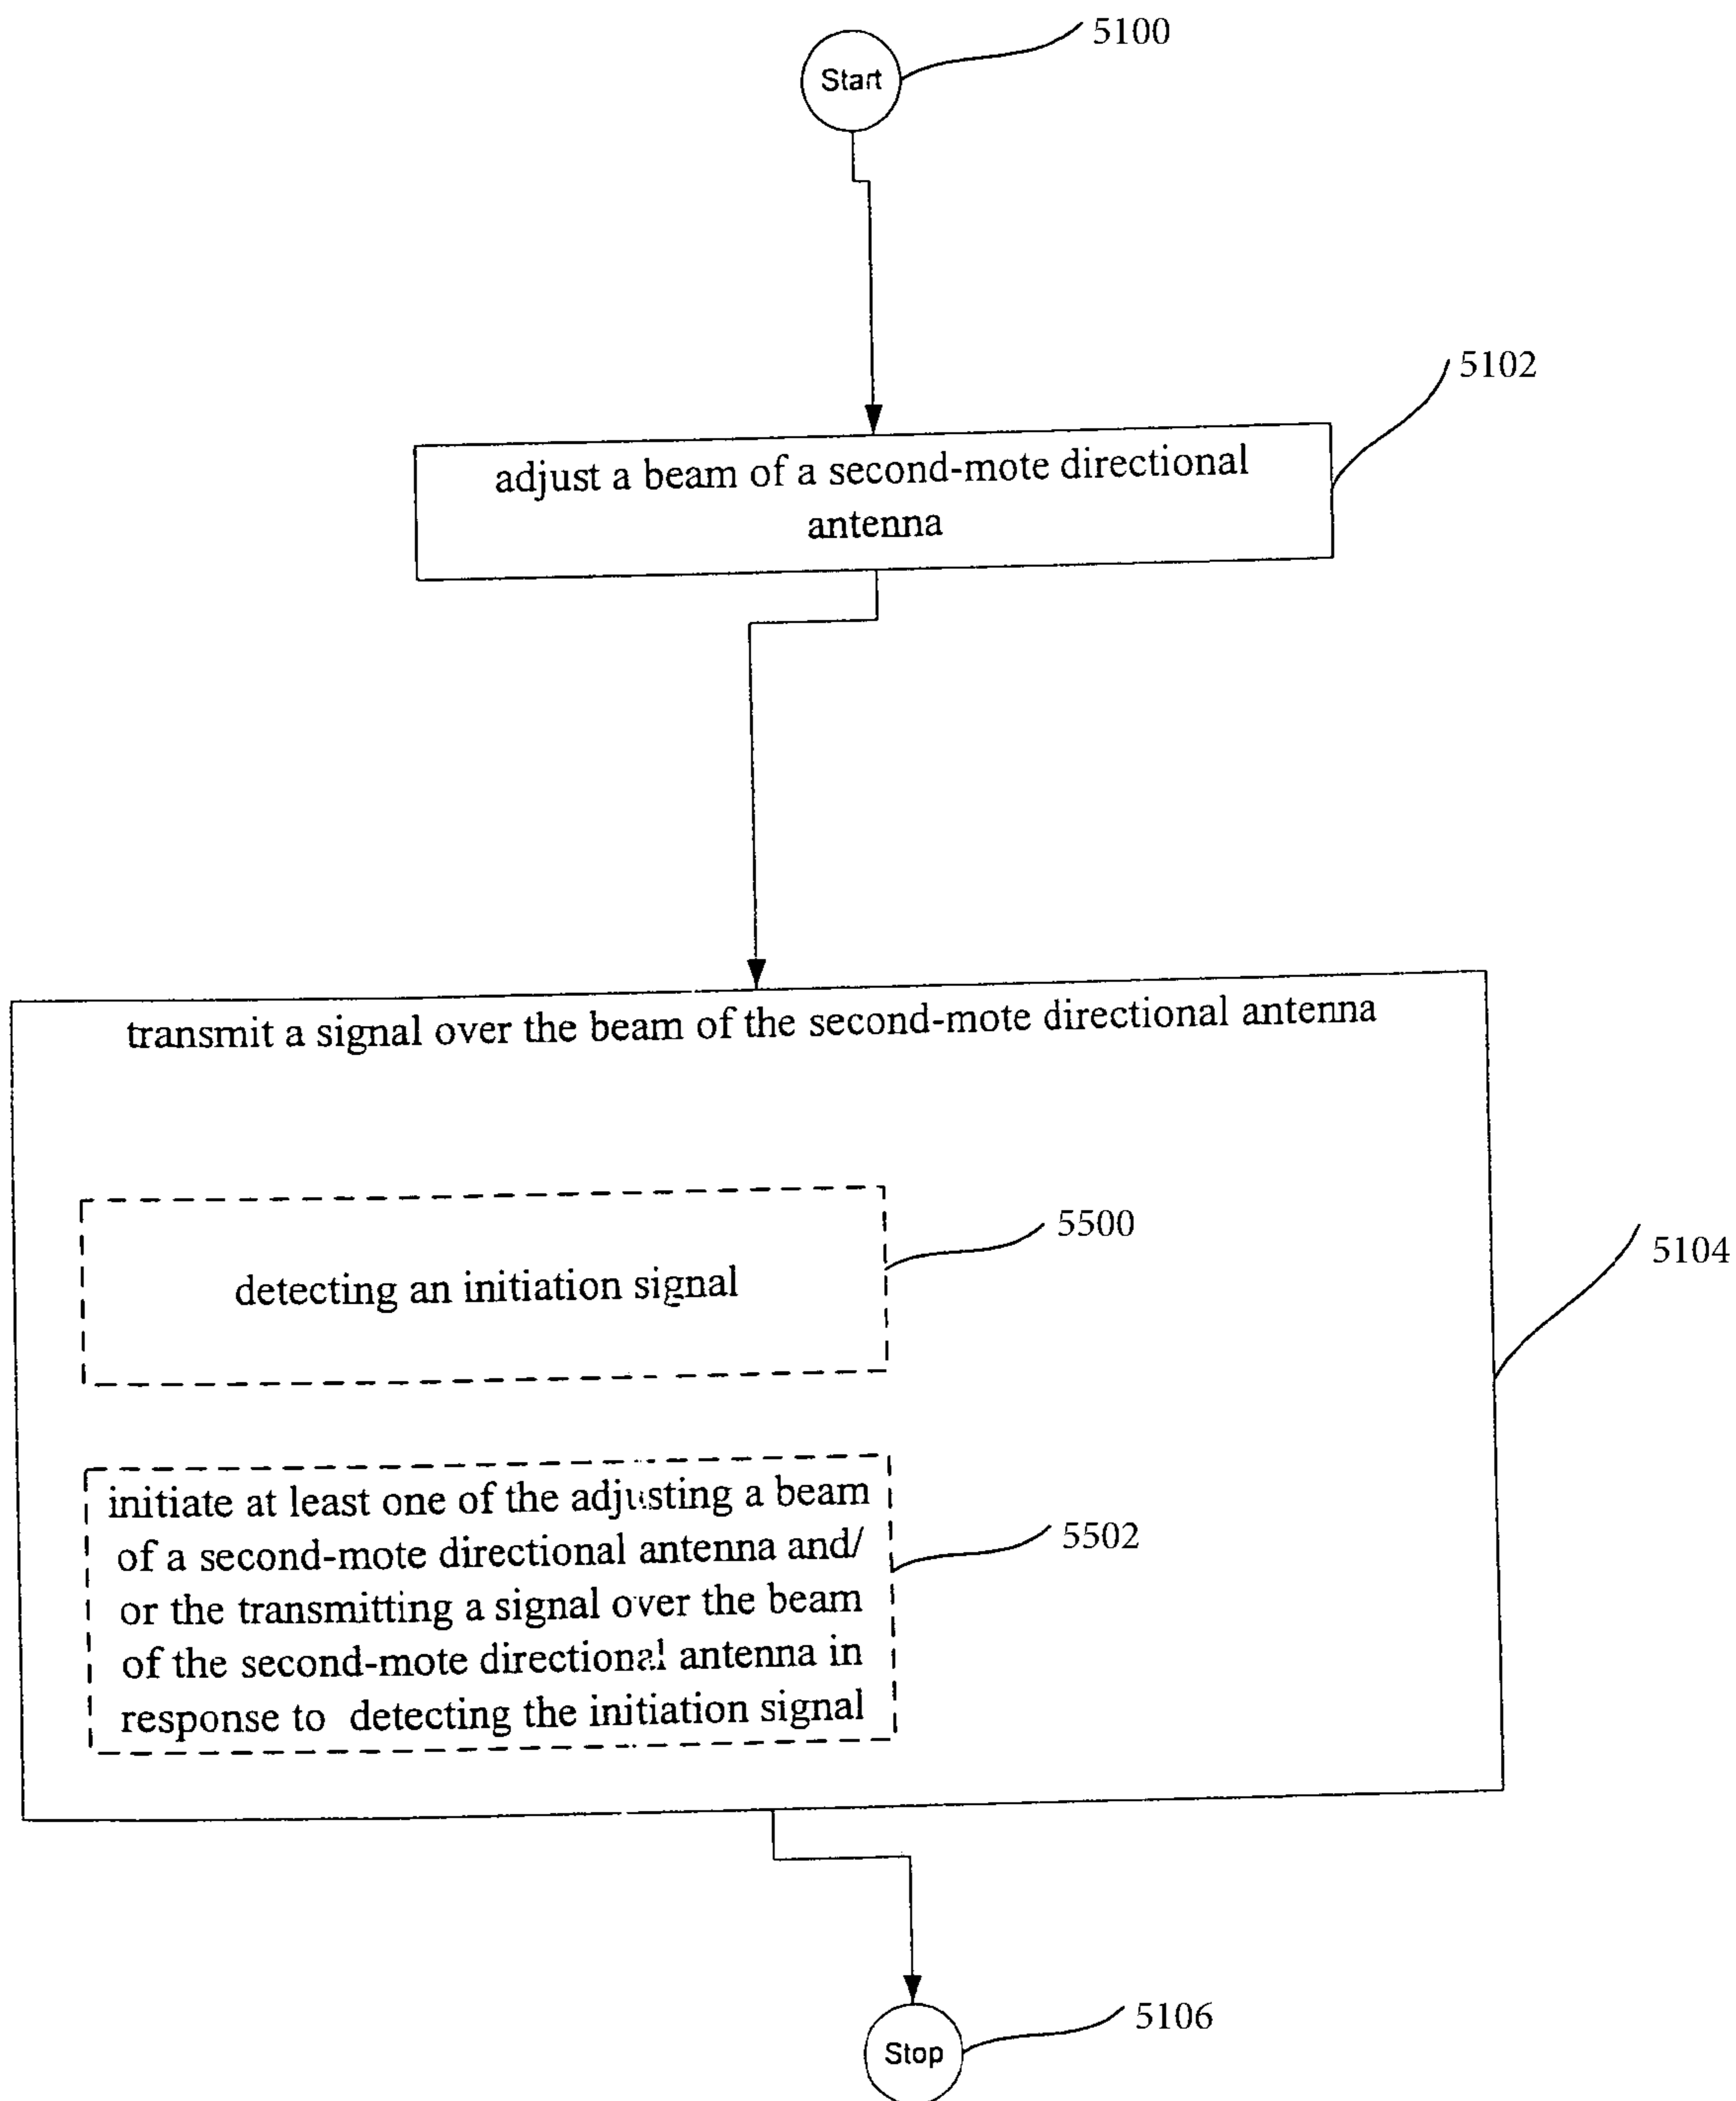 5100
Start
5102
adjust a beam of a second-mote directional
antenna
transmit a signal over the beam of the second-mote directional antenna
5500
detecting an initiation signal
5104
initiate at least one of the adjusting a beam
of a second-mote directional antenna and/
or the transmitting a signal over the beam
of the second-mote directional antenna in
response to detecting the initiation signal
5502
5106
Stop